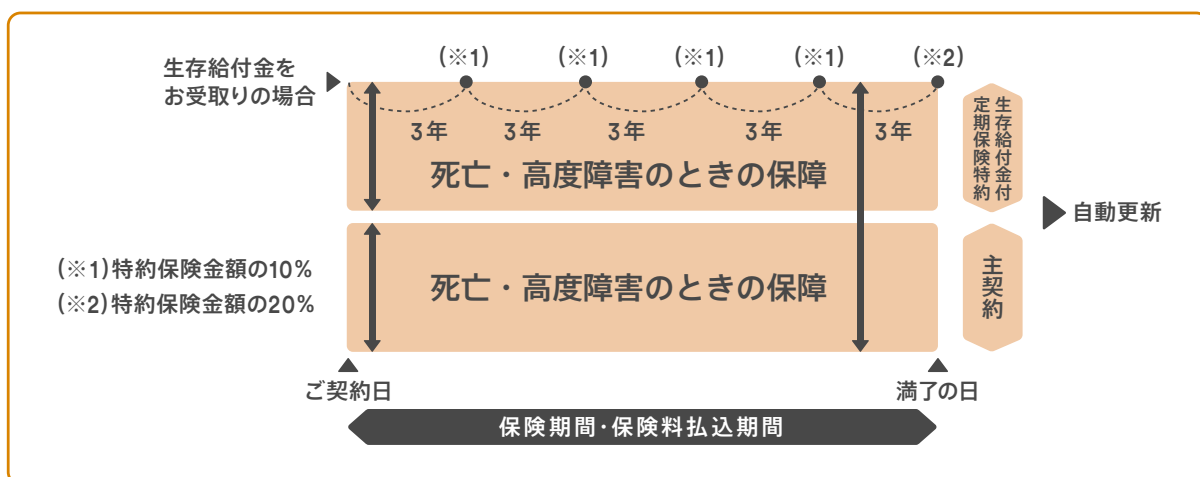 (※1) (※1) (※1) (※1) (※2)
生存給付金を
お受取りの場合
3年 3年 3年 3年 3年
死亡・高度障害のときの保障
生存給付金付
定期保険特約
自動更新
(※1)特約保険金額の10%
(※2)特約保険金額の20%
死亡・高度障害のときの保障
主契約
ご契約日
満了の日
保険期間・保険料払込期間